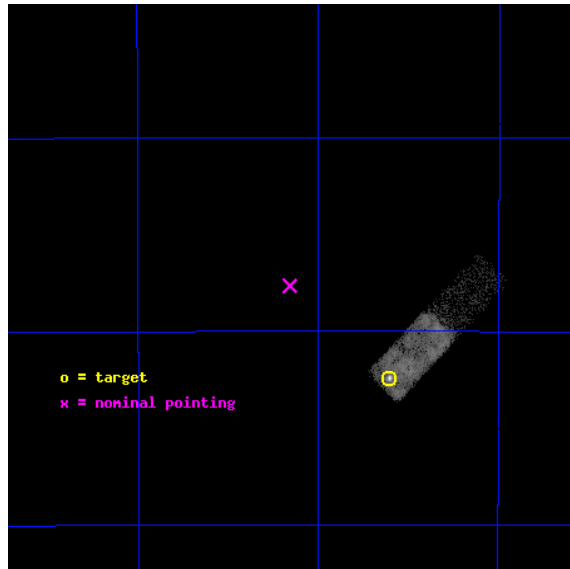 o = target
x = nominal pointing